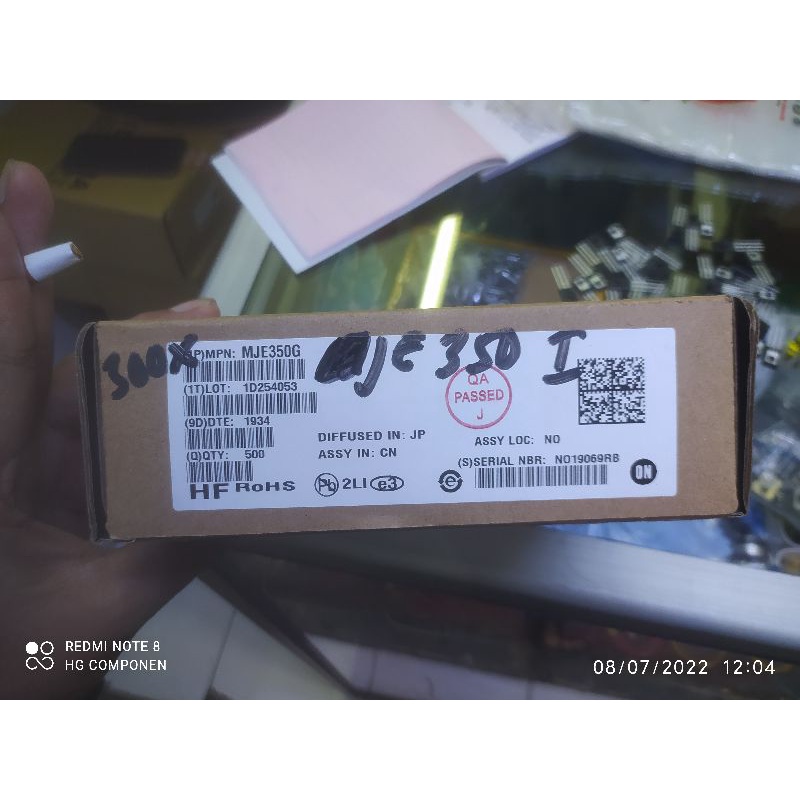 300X
MJE350 I
(1P)MPN: MJE350G
(1T)LOT: 1D254053
(9D)DTE: 1934
(Q)QTY: 500
HF RoHS
DIFFUSED IN: JP
ASSY IN: CN
Pb 2LI e3
QA
PASSED
J
ASSY LOC: NO
(S)SERIAL NBR: NO19069RB
ON
REDMI NOTE 8
HG COMPONEN
08/07/2022 12:04